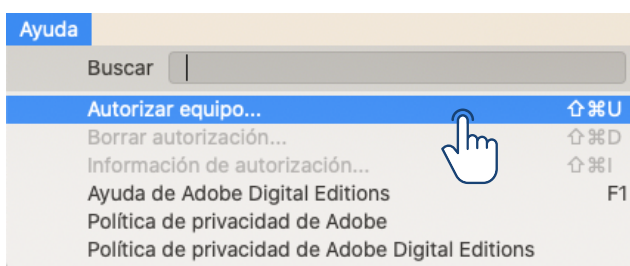 Ayuda
Buscar
Autorizar equipo... ⇧⌘U
Borrar autorización... ⇧⌘D
Información de autorización... ⇧⌘I
Ayuda de Adobe Digital Editions F1
Política de privacidad de Adobe
Política de privacidad de Adobe Digital Editions